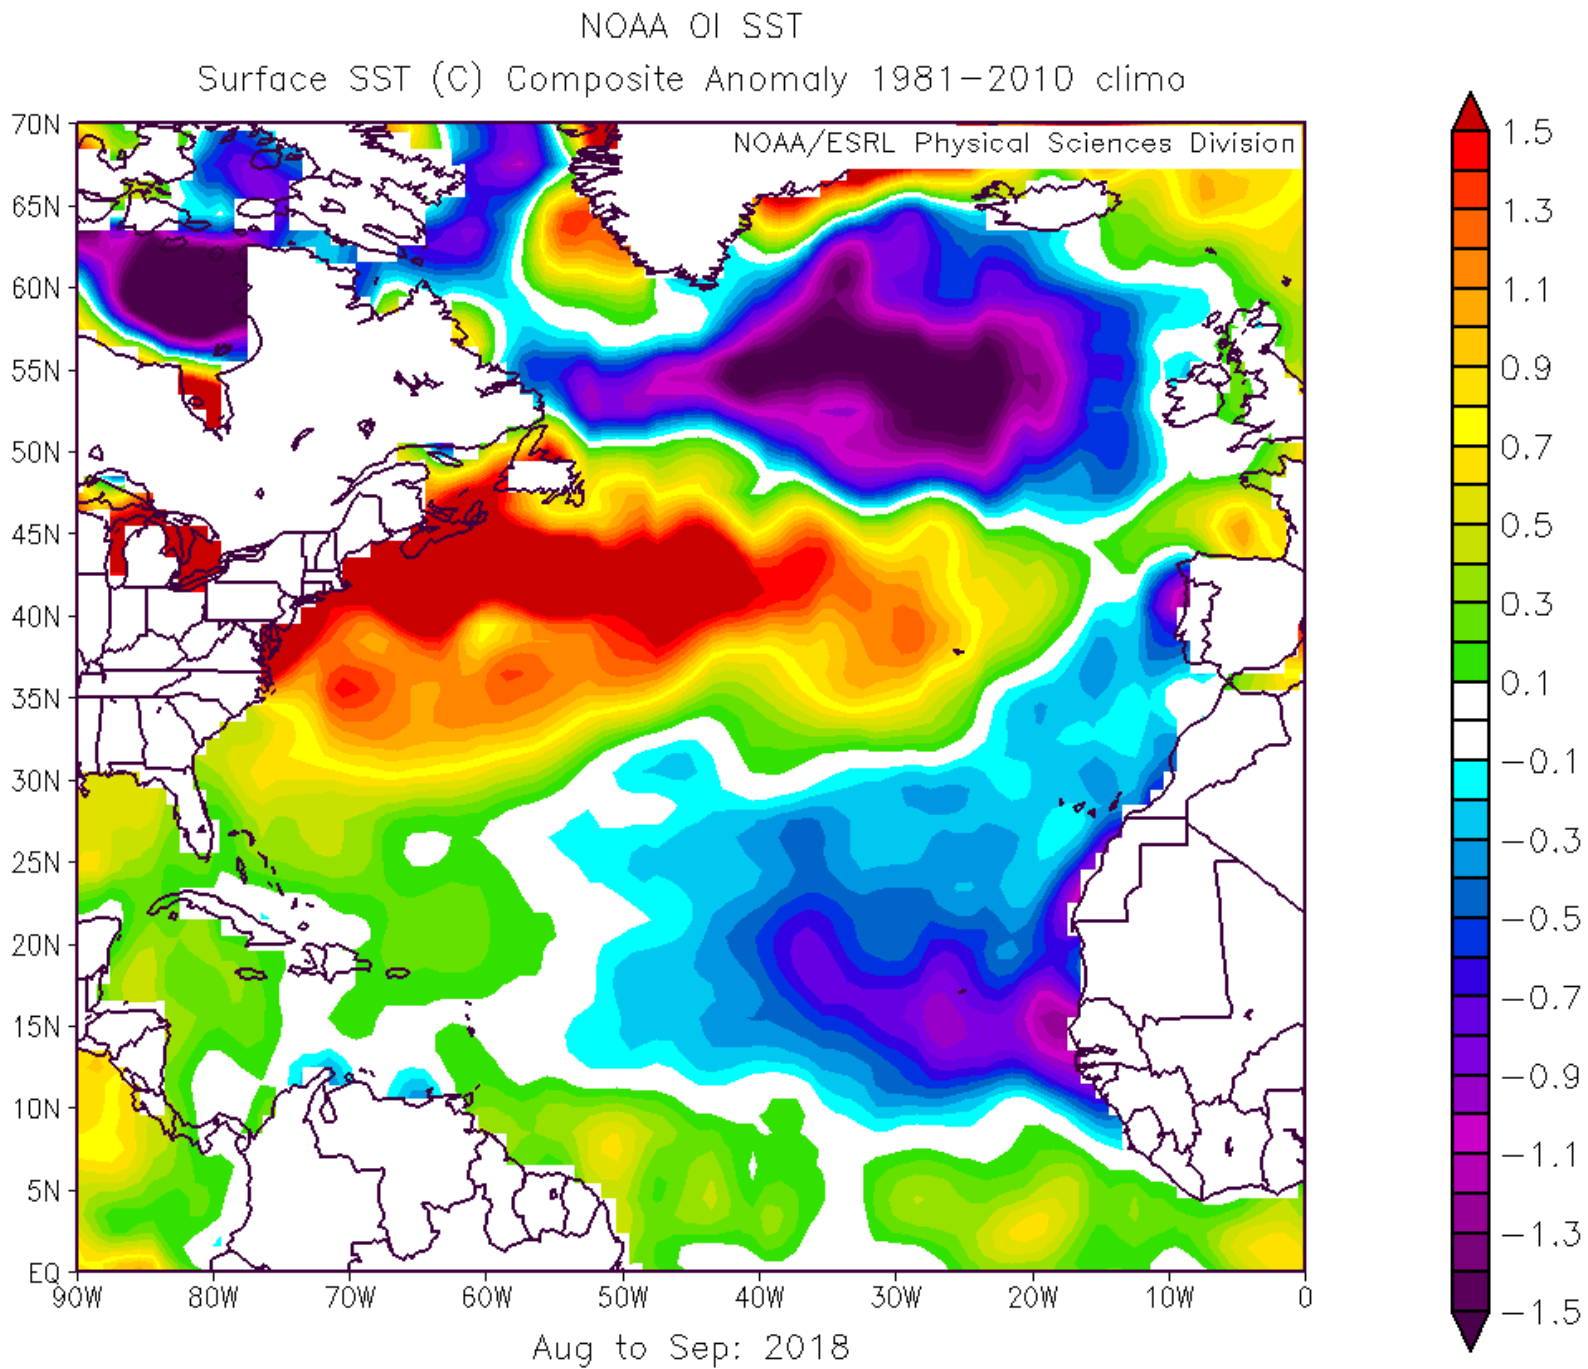 NOAA OI SST
Surface SST (C) Composite Anomaly 1981-2010 climo
NOAA/ESRL Physical Sciences Division
70N
65N
60N
55N
50N
45N
40N
35N
30N
25N
20N
15N
10N
5N
EQ
90W 80W 70W 60W 50W 40W 30W 20W 10W 0
Aug to Sep: 2018
1.5
1.3
1.1
0.9
0.7
0.5
0.3
0.1
-0.1
-0.3
-0.5
-0.7
-0.9
-1.1
-1.3
-1.5